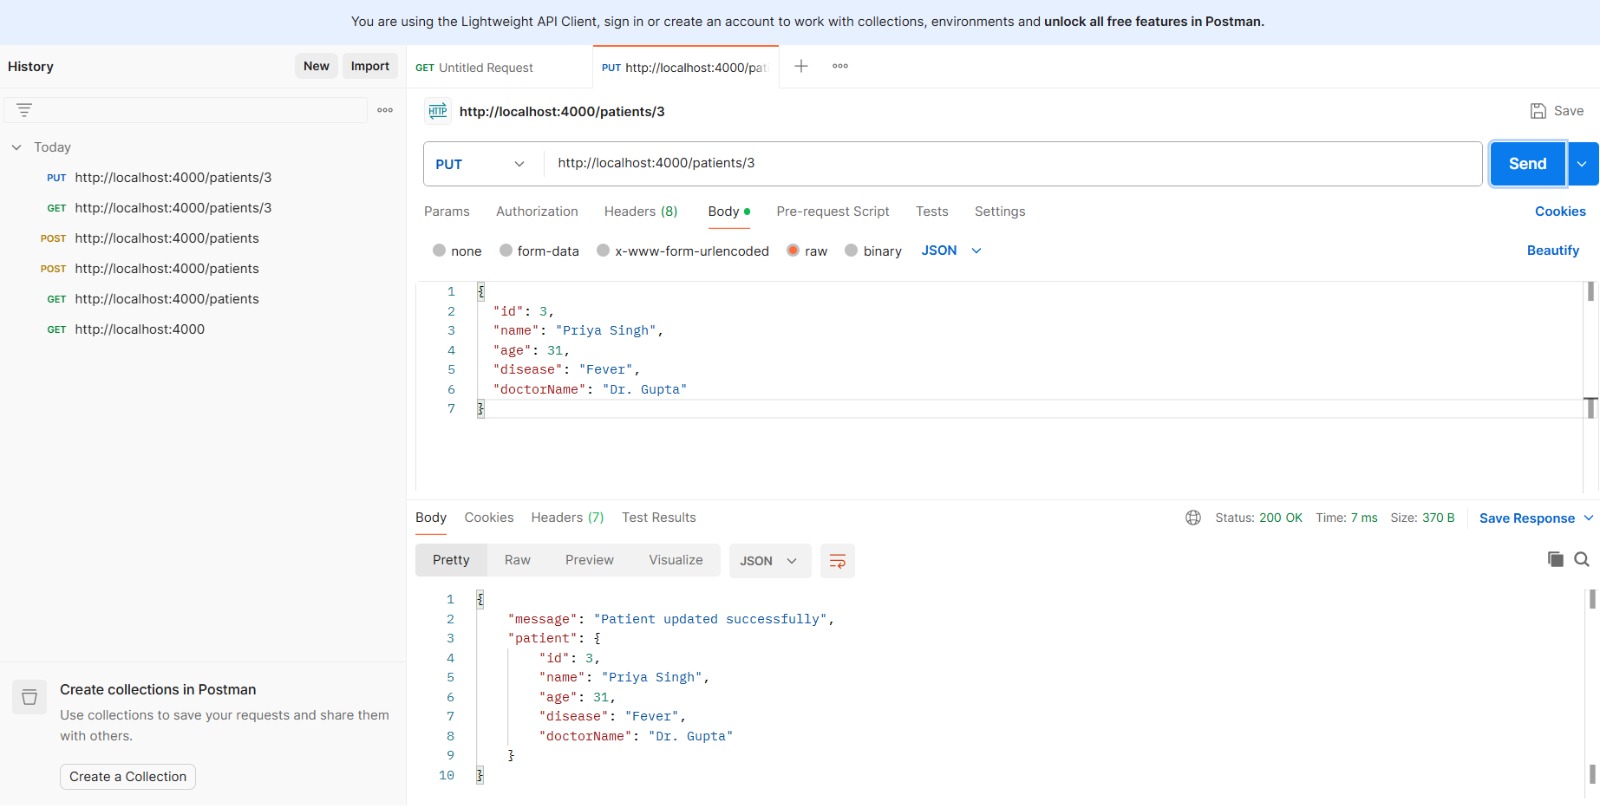 You are using the Lightweight API Client, sign in or create an account to work with collections, environments and unlock all free features in Postman.
History
New
Import
Today
PUT http://localhost:4000/patients/3
GET http://localhost:4000/patients/3
POST http://localhost:4000/patients
POST http://localhost:4000/patients
GET http://localhost:4000/patients
GET http://localhost:4000
Create collections in Postman
Use collections to save your requests and share them
with others.
Create a Collection
GET Untitled Request
PUT http://localhost:4000/pati
HTTP http://localhost:4000/patients/3
Save
PUT http://localhost:4000/patients/3
Send
Params Authorization Headers (8) Body Pre-request Script Tests Settings Cookies
none form-data x-www-form-urlencoded raw binary JSON Beautify
1 {
2 "id": 3,
3 "name": "Priya Singh",
4 "age": 31,
5 "disease": "Fever",
6 "doctorName": "Dr. Gupta"
7 }
Body Cookies Headers (7) Test Results Status: 200 OK Time: 7 ms Size: 370 B Save Response
Pretty Raw Preview Visualize JSON
1 {
2 "message": "Patient updated successfully",
3 "patient": {
4 "id": 3,
5 "name": "Priya Singh",
6 "age": 31,
7 "disease": "Fever",
8 "doctorName": "Dr. Gupta"
9 }
10 }